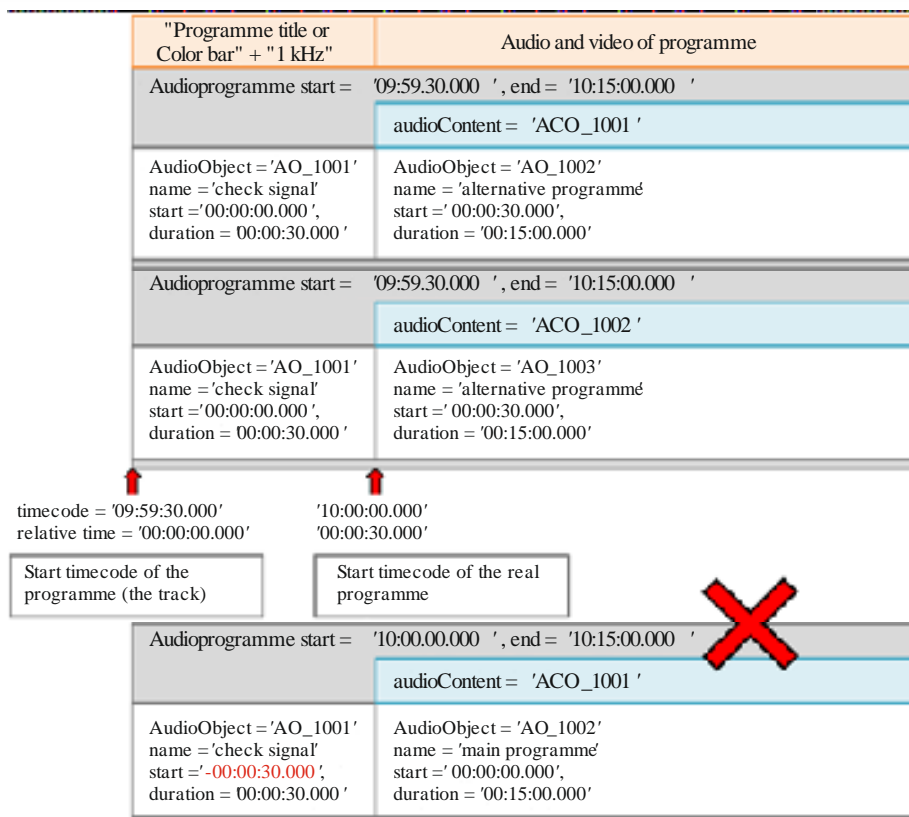 "Programme title or
Color bar" + "1 kHz"
Audio and video of programme
Audioprogramme start = '09:59.30.000 ' , end = '10:15:00.000 '
audioContent = 'ACO_1001 '
AudioObject = 'AO_1001'
name = 'check signal'
start = '00:00:00.000 ',
duration = '00:00:30.000 '
AudioObject = 'AO_1002'
name = 'alternative programme'
start = ' 00:00:30.000',
duration = '00:15:00.000'
Audioprogramme start = '09:59.30.000 ' , end = '10:15:00.000 '
audioContent = 'ACO_1002 '
AudioObject = 'AO_1001'
name = 'check signal'
start = '00:00:00.000 ',
duration = '00:00:30.000 '
AudioObject = 'AO_1003'
name = 'alternative programme'
start = ' 00:00:30.000',
duration = '00:15:00.000'
timecode = '09:59:30.000' '10:00:00.000'
relative time = '00:00:00.000' '00:00:30.000'
Start timecode of the
programme (the track)
Start timecode of the real
programme
Audioprogramme start = '10:00.00.000 ' , end = '10:15:00.000 '
audioContent = 'ACO_1001 '
AudioObject = 'AO_1001'
name = 'check signal'
start = '-00:00:30.000 ',
duration = '00:00:30.000 '
AudioObject = 'AO_1002'
name = 'main programme'
start = ' 00:00:00.000',
duration = '00:15:00.000'